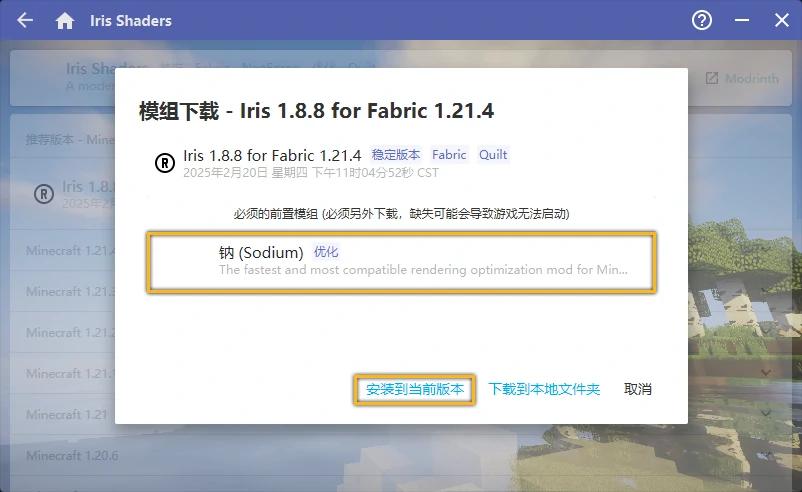 Iris Shaders
Iris Shaders
A moder
Modrinth
模组下载 - Iris 1.8.8 for Fabric 1.21.4
推荐版本 - Mine
Iris 1.8.8 for Fabric 1.21.4 稳定版本 Fabric Quilt
2025年2月20日 星期四 下午11时04分52秒 CST
Iris 1.8.8
2025年2月
必须的前置模组 (必须另外下载，缺失可能会导致游戏无法启动)
钠 (Sodium) 优化
The fastest and most compatible rendering optimization mod for Min...
Minecraft 1.21.4
Minecraft 1.21.3
Minecraft 1.21.2
Minecraft 1.21.1
安装到当前版本 下载到本地文件夹 取消
Minecraft 1.21
Minecraft 1.20.6